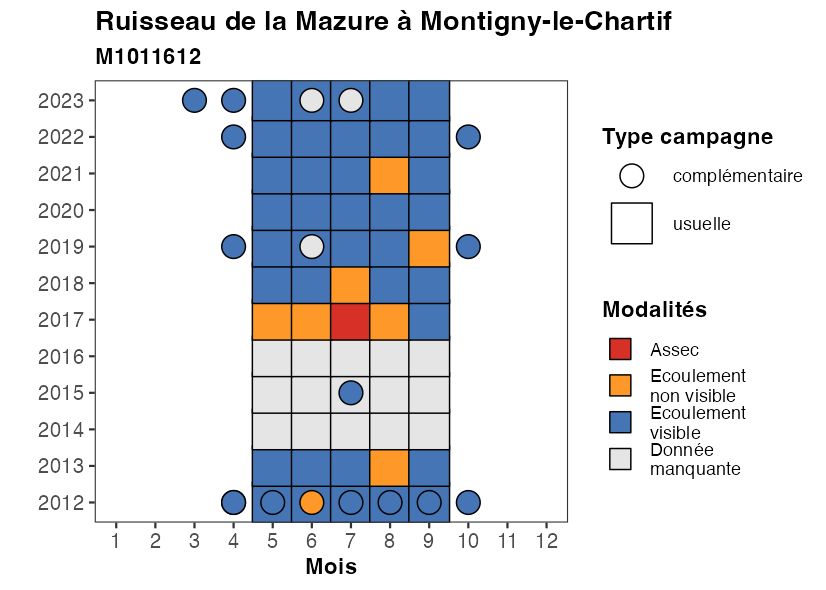 Ruisseau de la Mazure à Montigny-le-Chartif
M1011612
2023
2022
2021
2020
2019
2018
2017
2016
2015
2014
2013
2012
1 2 3 4 5 6 7 8 9 10 11 12
Mois
Type campagne
complémentaire
usuelle
Modalités
Assec
Ecoulement
non visible
Ecoulement
visible
Donnée
manquante